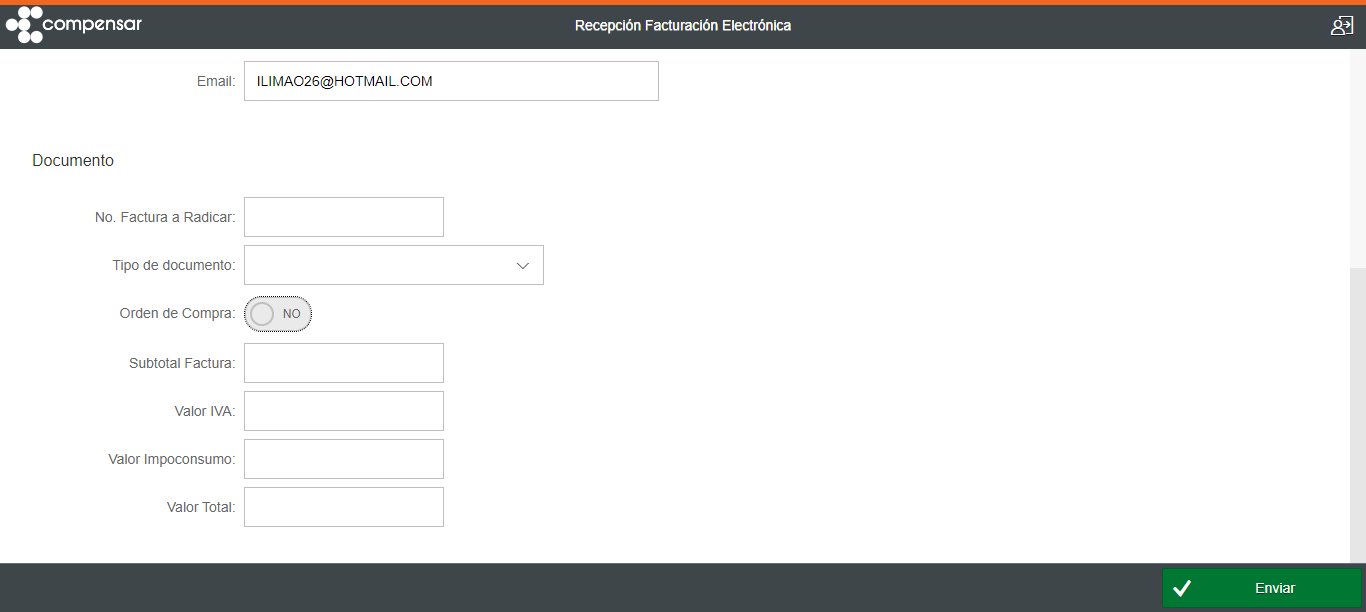 compensar
Recepción Facturación Electrónica
Email: ILIMAO26@HOTMAIL.COM
Documento
No. Factura a Radicar:
Tipo de documento:
Orden de Compra: NO
Subtotal Factura:
Valor IVA:
Valor Impoconsumo:
Valor Total:
Enviar